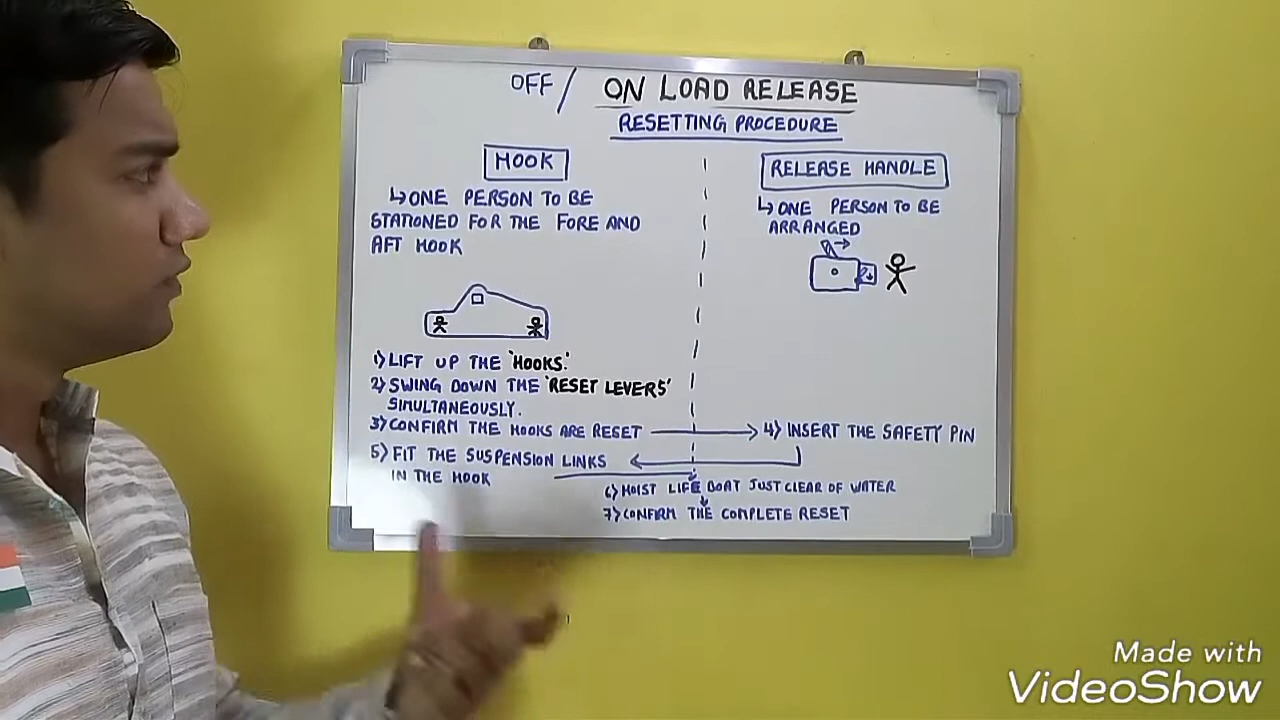 OFF / ON LOAD RELEASE
RESETTING PROCEDURE
HOOK
↳ ONE PERSON TO BE
STATIONED FOR THE FORE AND
AFT HOOK
1) LIFT UP THE 'HOOKS'.
2) SWING DOWN THE 'RESET LEVERS'
SIMULTANEOUSLY.
3) CONFIRM THE HOOKS ARE RESET
5) FIT THE SUSPENSION LINKS
IN THE HOOK
RELEASE HANDLE
↳ ONE PERSON TO BE
ARRANGED
4) INSERT THE SAFETY PIN
6) HOIST LIFE BOAT JUST CLEAR OF WATER
7) CONFIRM THE COMPLETE RESET
Made with
VideoShow